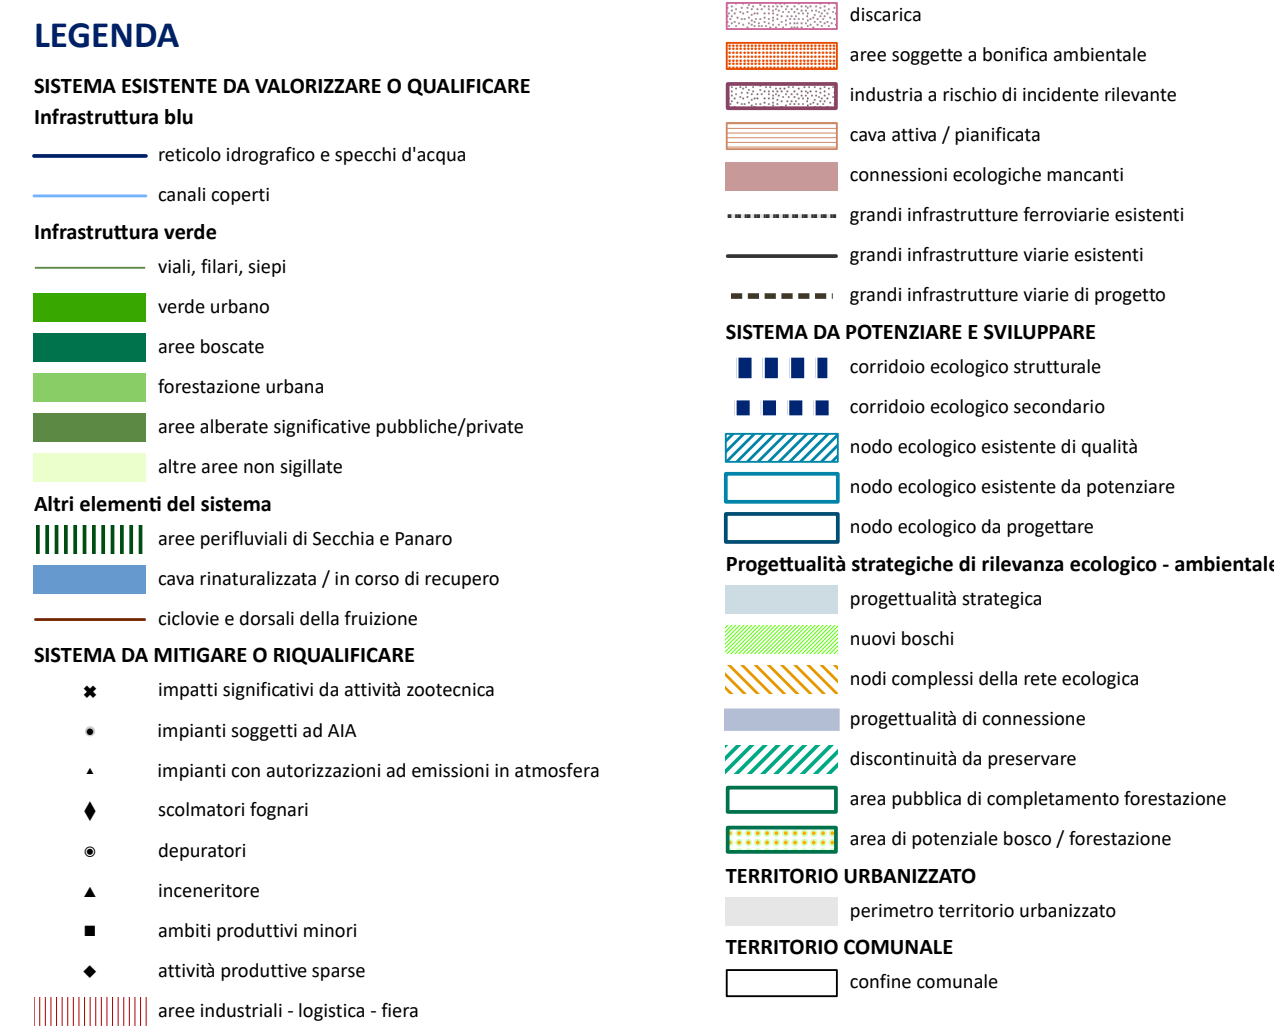 LEGENDA
SISTEMA ESISTENTE DA VALORIZZARE O QUALIFICARE
Infrastruttura blu
reticolo idrografico e specchi d'acqua
canali coperti
Infrastruttura verde
viali, filari, siepi
verde urbano
aree boscate
forestazione urbana
aree alberate significative pubbliche/private
altre aree non sigillate
Altri elementi del sistema
aree perifluviali di Secchia e Panaro
cava rinaturalizzata / in corso di recupero
ciclovie e dorsali della fruizione
SISTEMA DA MITIGARE O RIQUALIFICARE
impatti significativi da attività zootecnica
impianti soggetti ad AIA
impianti con autorizzazioni ad emissioni in atmosfera
scolmatori fognari
depuratori
inceneritore
ambiti produttivi minori
attività produttive sparse
aree industriali - logistica - fiera
discarica
aree soggette a bonifica ambientale
industria a rischio di incidente rilevante
cava attiva / pianificata
connessioni ecologiche mancanti
grandi infrastrutture ferroviarie esistenti
grandi infrastrutture viarie esistenti
grandi infrastrutture viarie di progetto
SISTEMA DA POTENZIARE E SVILUPPARE
corridoio ecologico strutturale
corridoio ecologico secondario
nodo ecologico esistente di qualità
nodo ecologico esistente da potenziare
nodo ecologico da progettare
Progettualità strategiche di rilevanza ecologico - ambientale
progettualità strategica
nuovi boschi
nodi complessi della rete ecologica
progettualità di connessione
discontinuità da preservare
area pubblica di completamento forestazione
area di potenziale bosco / forestazione
TERRITORIO URBANIZZATO
perimetro territorio urbanizzato
TERRITORIO COMUNALE
confine comunale